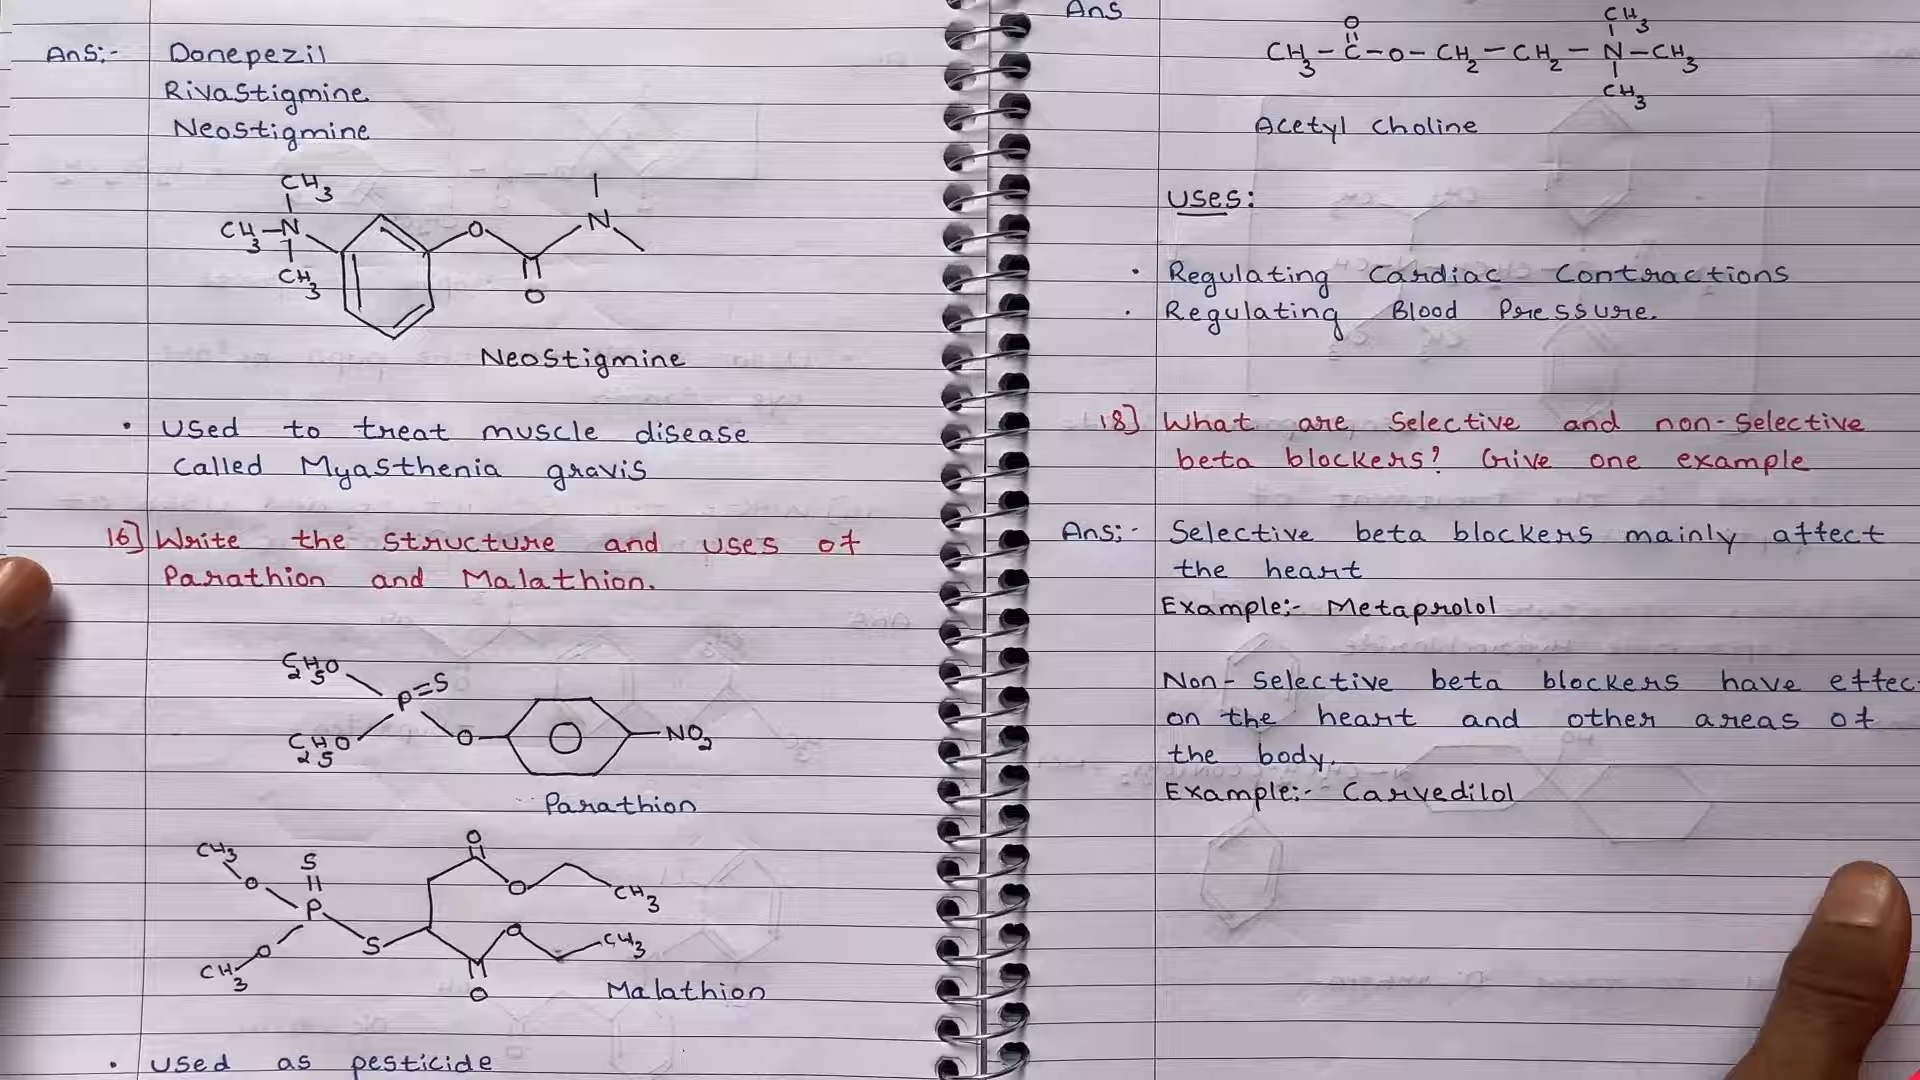 Ans:- Donepezil
Rivastigmine
Neostigmine
CH3
CH3-N
CH3
O
N
O
Neostigmine
• Used to treat muscle disease
called Myasthenia gravis
16] Write the structure and uses of
Parathion and Malathion.
C2H5O
P=S
C2H5O
O
NO2
Parathion
CH3
O
S
P
O
CH3
S
O
O
CH3
O
CH3
O
Malathion
• used as pesticide
Ans
O
CH3
CH3-C-O-CH2-CH2-N-CH3
CH3
Acetyl choline
Uses:
• Regulating Cardiac Contractions
• Regulating Blood Pressure.
18] What are Selective and non-selective
beta blockers? Give one example
Ans:- Selective beta blockers mainly affect
the heart
Example:- Metaprolol
Non-Selective beta blockers have effec
on the heart and other areas of
the body.
Example:- Carvedilol